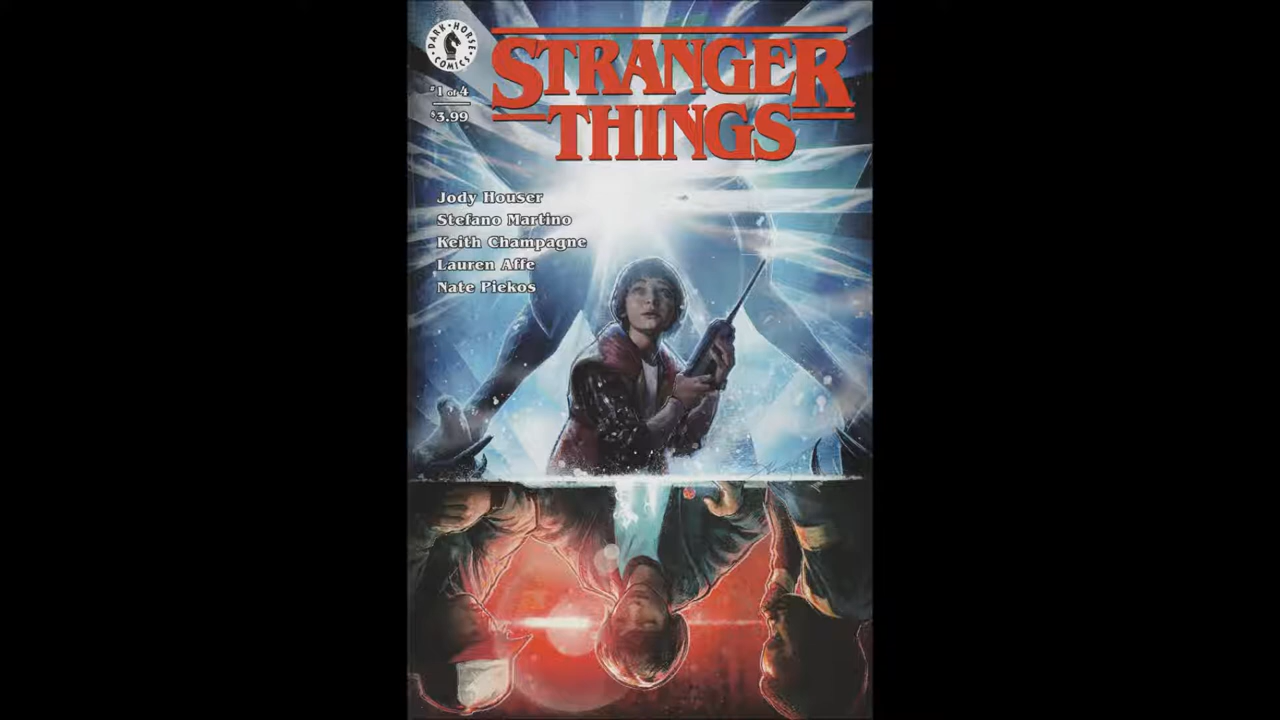 DARK HORSE COMICS
STRANGER
THINGS
#1 of 4
$3.99
Jody Houser
Stefano Martino
Keith Champagne
Lauren Affe
Nate Piekos